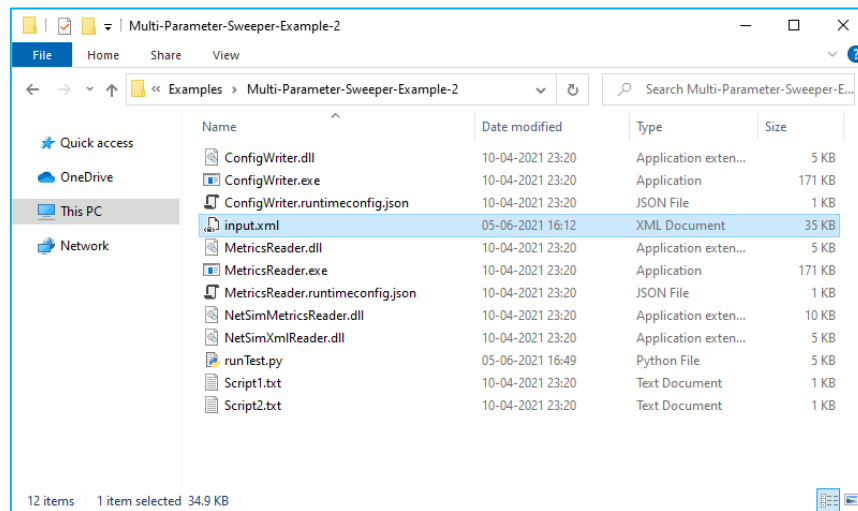 Multi-Parameter-Sweeper-Example-2
File Home Share View
« Examples › Multi-Parameter-Sweeper-Example-2
Search Multi-Parameter-Sweeper-E...
Quick access
OneDrive
This PC
Network
Name Date modified Type Size
ConfigWriter.dll 10-04-2021 23:20 Application exten... 5 KB
ConfigWriter.exe 10-04-2021 23:20 Application 171 KB
ConfigWriter.runtimeconfig.json 10-04-2021 23:20 JSON File 1 KB
input.xml 05-06-2021 16:12 XML Document 35 KB
MetricsReader.dll 10-04-2021 23:20 Application exten... 5 KB
MetricsReader.exe 10-04-2021 23:20 Application 171 KB
MetricsReader.runtimeconfig.json 10-04-2021 23:20 JSON File 1 KB
NetSimMetricsReader.dll 10-04-2021 23:20 Application exten... 10 KB
NetSimXmlReader.dll 10-04-2021 23:20 Application exten... 5 KB
runTest.py 05-06-2021 16:49 Python File 5 KB
Script1.txt 10-04-2021 23:20 Text Document 1 KB
Script2.txt 10-04-2021 23:20 Text Document 1 KB
12 items 1 item selected 34.9 KB